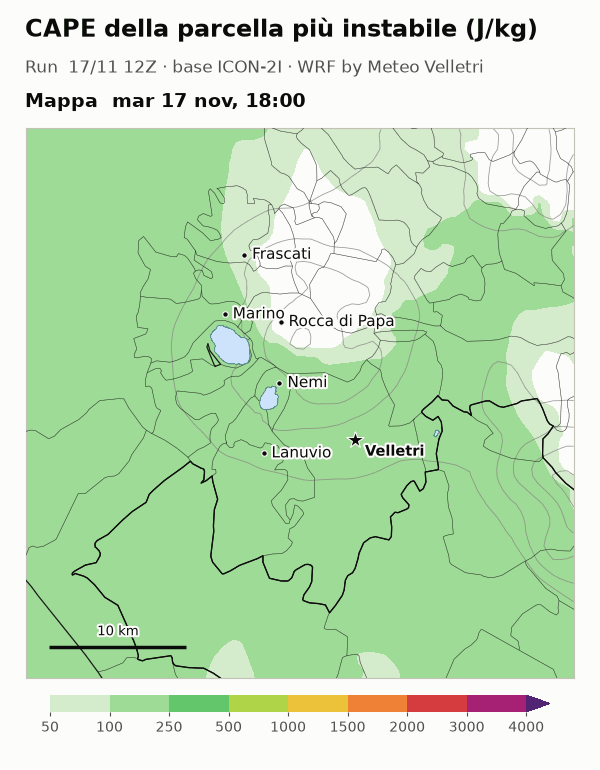 CAPE della parcella più instabile (J/kg)
Run  17/11 12Z · base ICON-2I · WRF by Meteo Velletri
Mappa  mar 17 nov, 18:00
Frascati
Marino
Rocca di Papa
Nemi
Velletri
Lanuvio
10 km
50 100 250 500 1000 1500 2000 3000 4000